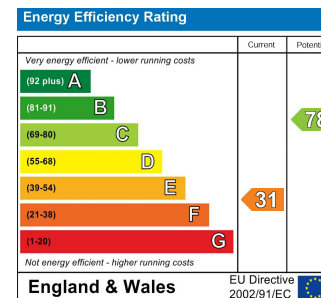 Energy Efficiency Rating
Current
Very energy efficient - lower running costs
(92 plus) A
(81-91) B
78
(69-80) C
(55-68) D
(39-54) E
31
(21-38) F
(1-20) G
Not energy efficient - higher running costs
England & Wales
EU Directive
2002/91/EC